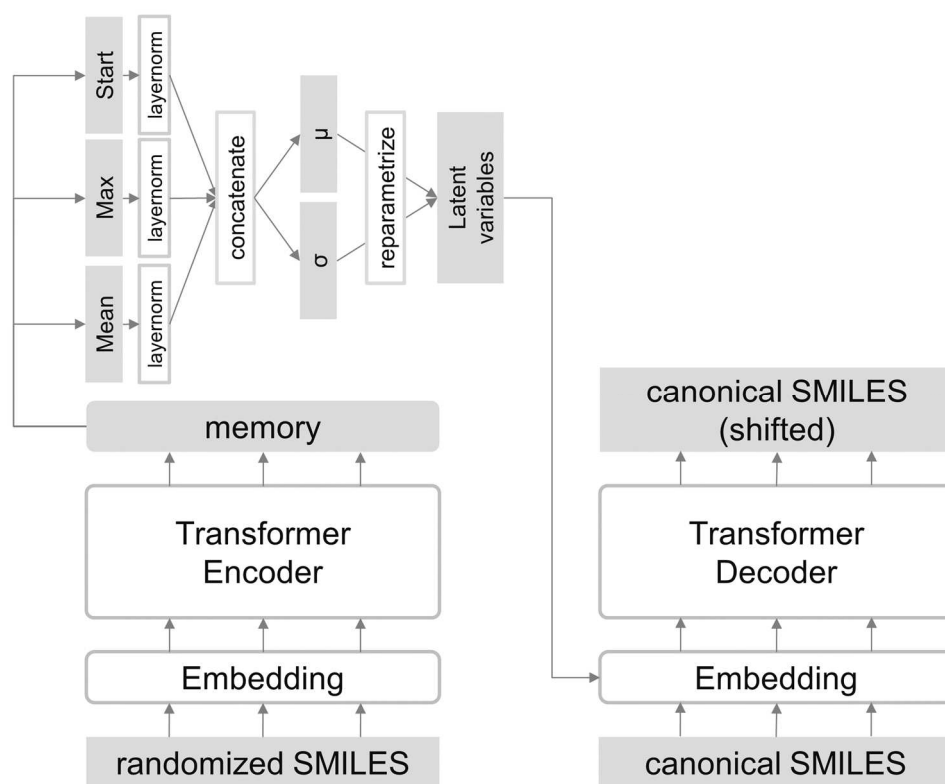 Start
layernorm
Max
layernorm
Mean
layernorm
concatenate
μ
σ
reparametrize
Latent
variables
memory
Transformer
Encoder
Embedding
randomized SMILES
canonical SMILES
(shifted)
Transformer
Decoder
Embedding
canonical SMILES